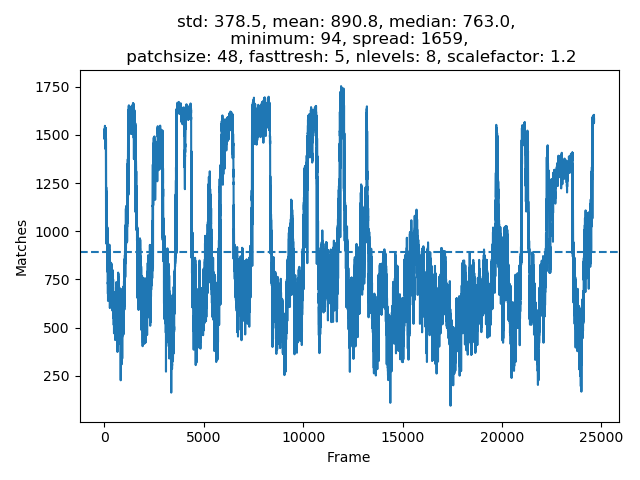 std: 378.5, mean: 890.8, median: 763.0,
minimum: 94, spread: 1659,
patchsize: 48, fasttresh: 5, nlevels: 8, scalefactor: 1.2
1750
1500
1250
1000
750
500
250
Matches
0
5000
10000
15000
20000
25000
Frame